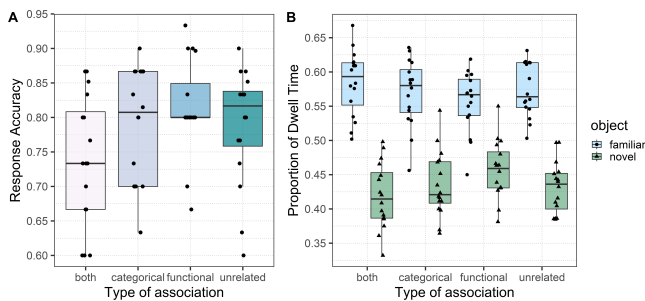 A
Response Accuracy
0.95
0.90
0.85
0.80
0.75
0.70
0.65
0.60
both categorical functional unrelated
Type of association
B
Proportion of Dwell Time
0.65
0.60
0.55
0.50
0.45
0.40
0.35
both categorical functional unrelated
Type of association
object
familiar
novel